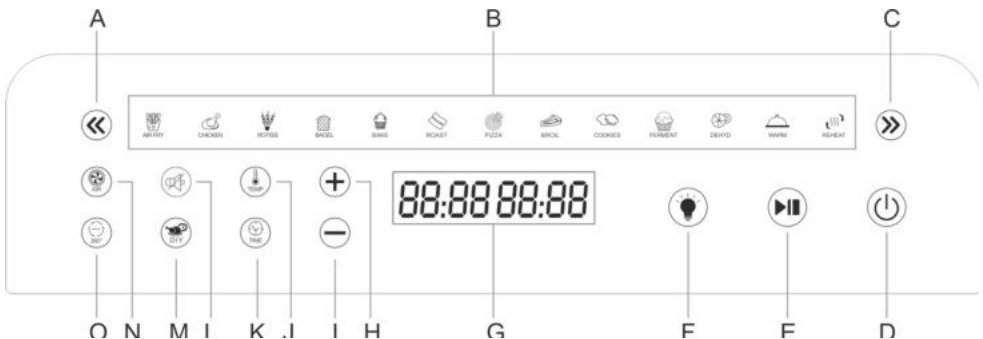 A B C
AIR FRY CHICKEN ROTISS BAGEL BAKE ROAST PIZZA BROIL COOKIES FERMENT DEHYD WARM REHEAT
AIR TEMP 88:88 88:88
360° DIY TIME
O N M L K J I H G F E D